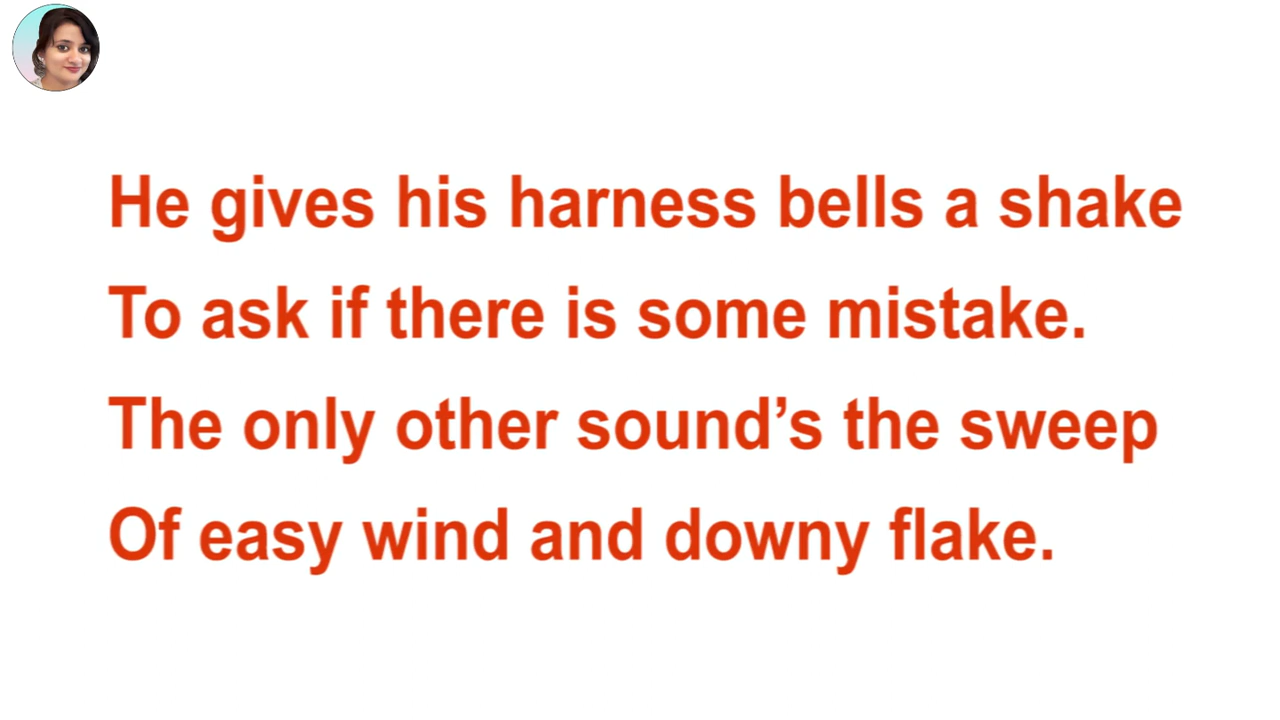 He gives his harness bells a shake
To ask if there is some mistake.
The only other sound’s the sweep
Of easy wind and downy flake.